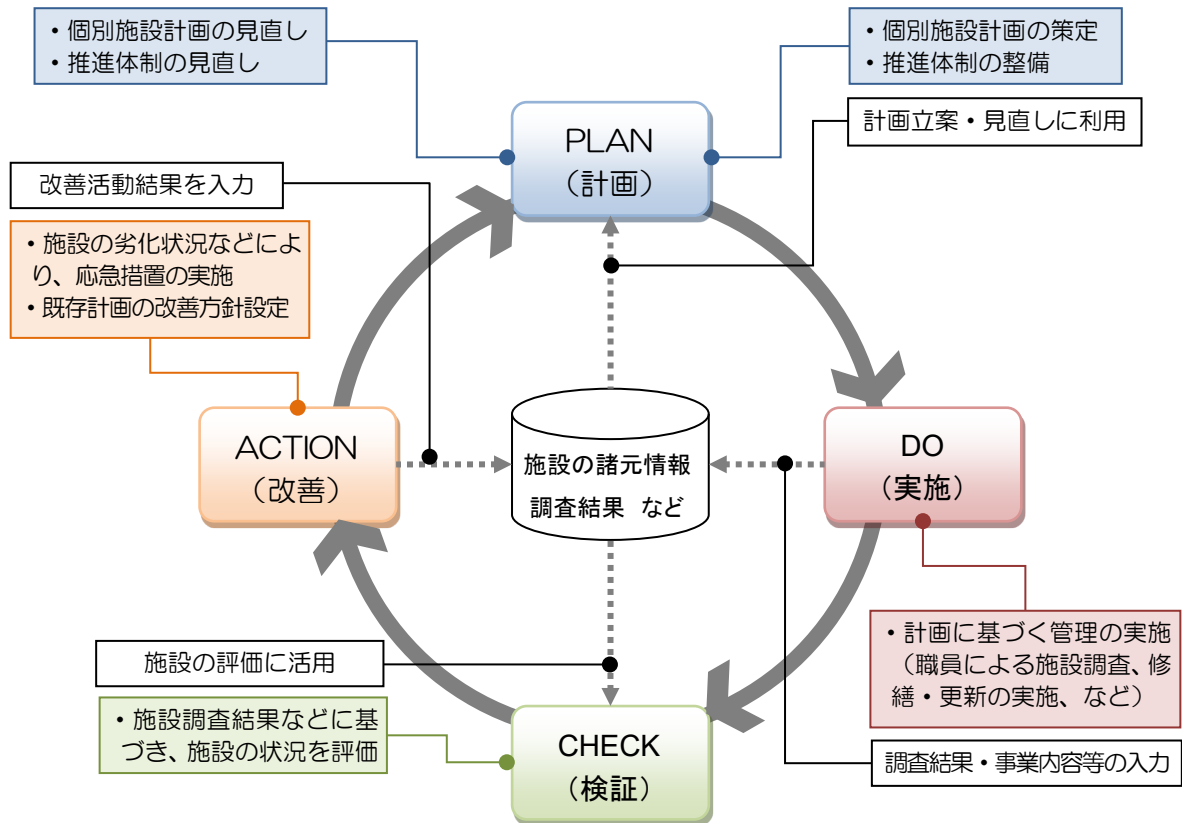 ・個別施設計画の見直し
・推進体制の見直し
・個別施設計画の策定
・推進体制の整備
PLAN
（計画）
計画立案・見直しに利用
改善活動結果を入力
・施設の劣化状況などによ
り、応急措置の実施
・既存計画の改善方針設定
ACTION
（改善）
施設の諸元情報
調査結果 など
DO
（実施）
・計画に基づく管理の実施
（職員による施設調査、修
繕・更新の実施、など）
施設の評価に活用
・施設調査結果などに基
づき、施設の状況を評価
CHECK
（検証）
調査結果・事業内容等の入力